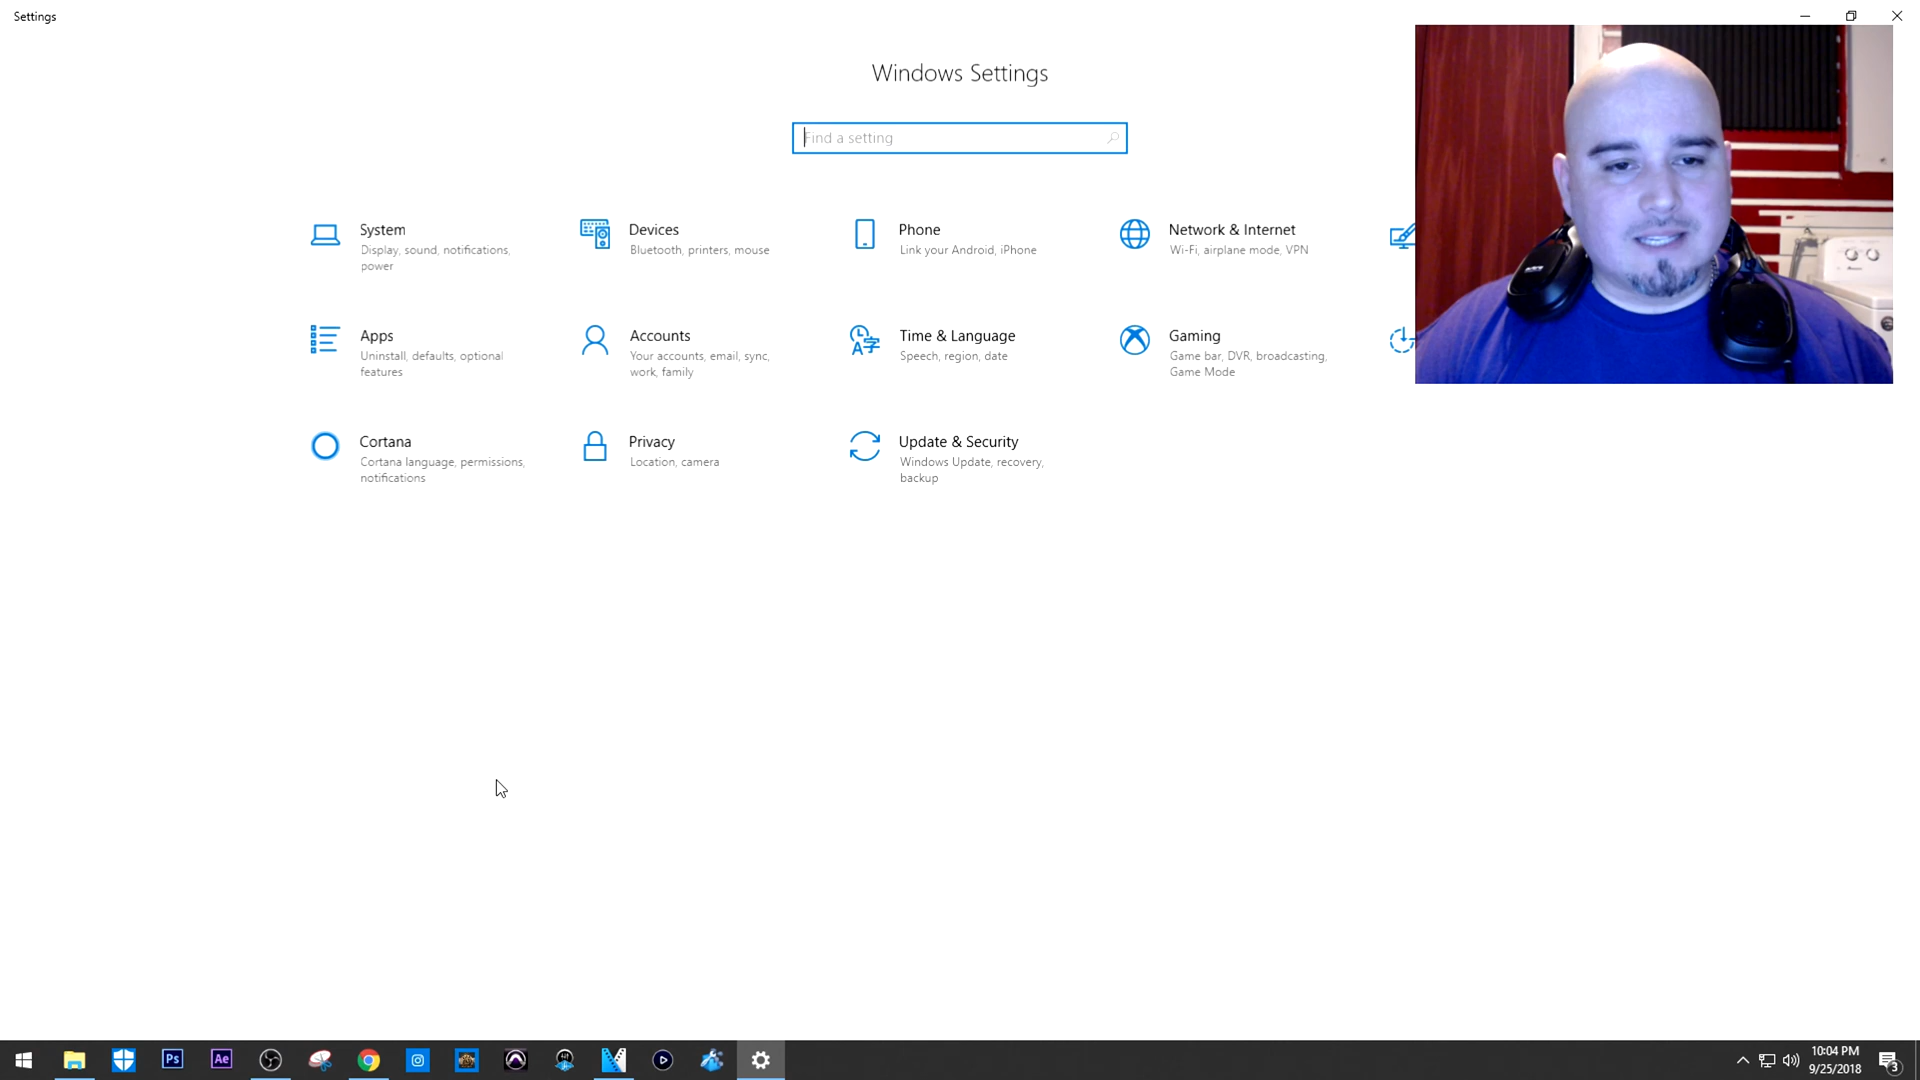 Settings
Windows Settings
Find a setting
System
Display, sound, notifications,
power
Devices
Bluetooth, printers, mouse
Phone
Link your Android, iPhone
Network & Internet
Wi-Fi, airplane mode, VPN
Apps
Uninstall, defaults, optional
features
Accounts
Your accounts, email, sync,
work, family
Time & Language
Speech, region, date
Gaming
Game bar, DVR, broadcasting,
Game Mode
Cortana
Cortana language, permissions,
notifications
Privacy
Location, camera
Update & Security
Windows Update, recovery,
backup
Ps
Ae
10:04 PM
9/25/2018
3